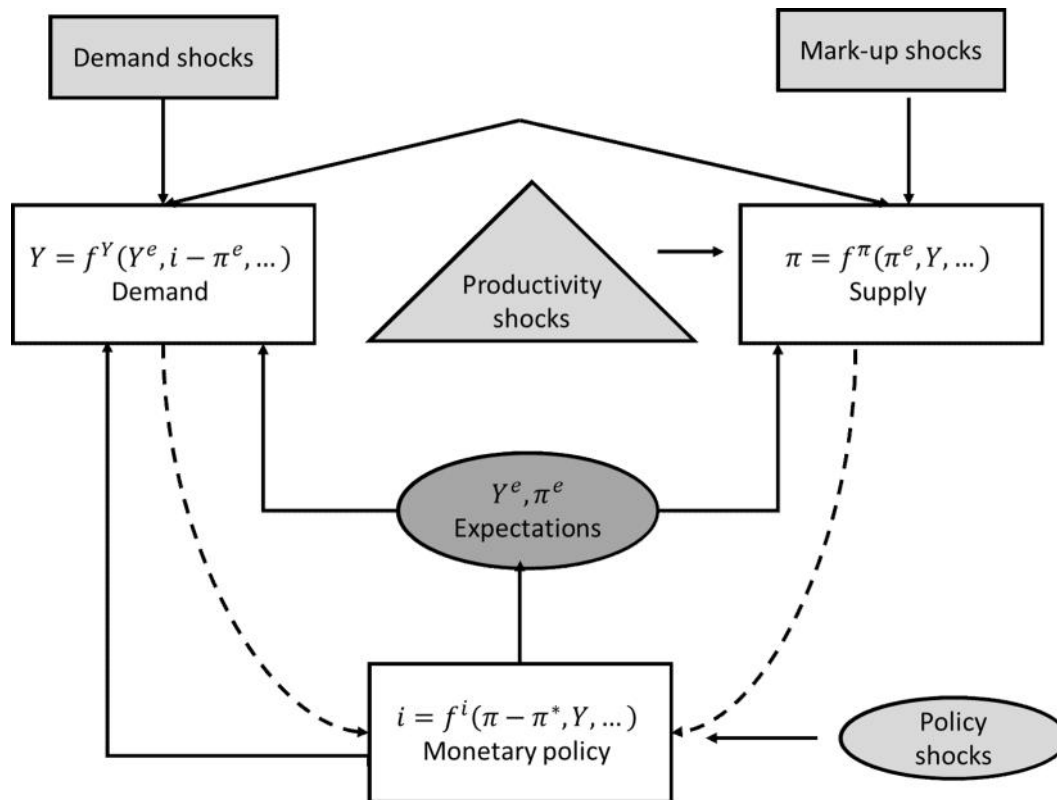 Demand shocks
Mark-up shocks
Y = f^Y(Y^e, i − π^e, …)
Demand
π = f^π(π^e, Y, …)
Supply
Productivity
shocks
Y^e, π^e
Expectations
i = f^i(π − π^*, Y, …)
Monetary policy
Policy
shocks